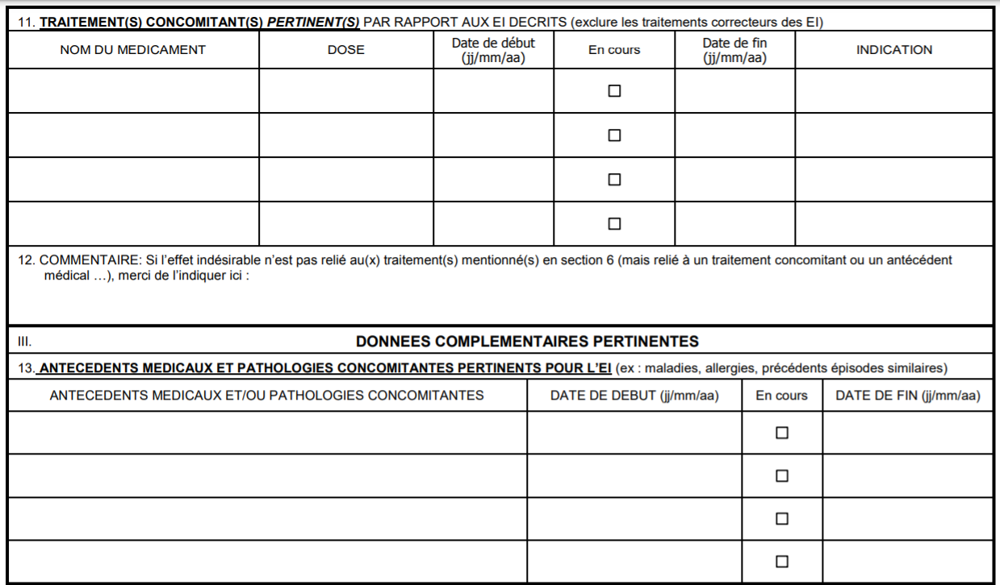 11. TRAITEMENT(S) CONCOMITANT(S) PERTINENT(S) PAR RAPPORT AUX EI DECRITS (exclure les traitements correcteurs des EI)
NOM DU MEDICAMENT DOSE Date de début (jj/mm/aa) En cours Date de fin (jj/mm/aa) INDICATION
12. COMMENTAIRE: Si l'effet indésirable n'est pas relié au(x) traitement(s) mentionné(s) en section 6 (mais relié à un traitement concomitant ou un antécédent
médical …), merci de l'indiquer ici :
III. DONNEES COMPLEMENTAIRES PERTINENTES
13. ANTECEDENTS MEDICAUX ET PATHOLOGIES CONCOMITANTES PERTINENTS POUR L'EI (ex : maladies, allergies, précédents épisodes similaires)
ANTECEDENTS MEDICAUX ET/OU PATHOLOGIES CONCOMITANTES DATE DE DEBUT (jj/mm/aa) En cours DATE DE FIN (jj/mm/aa)